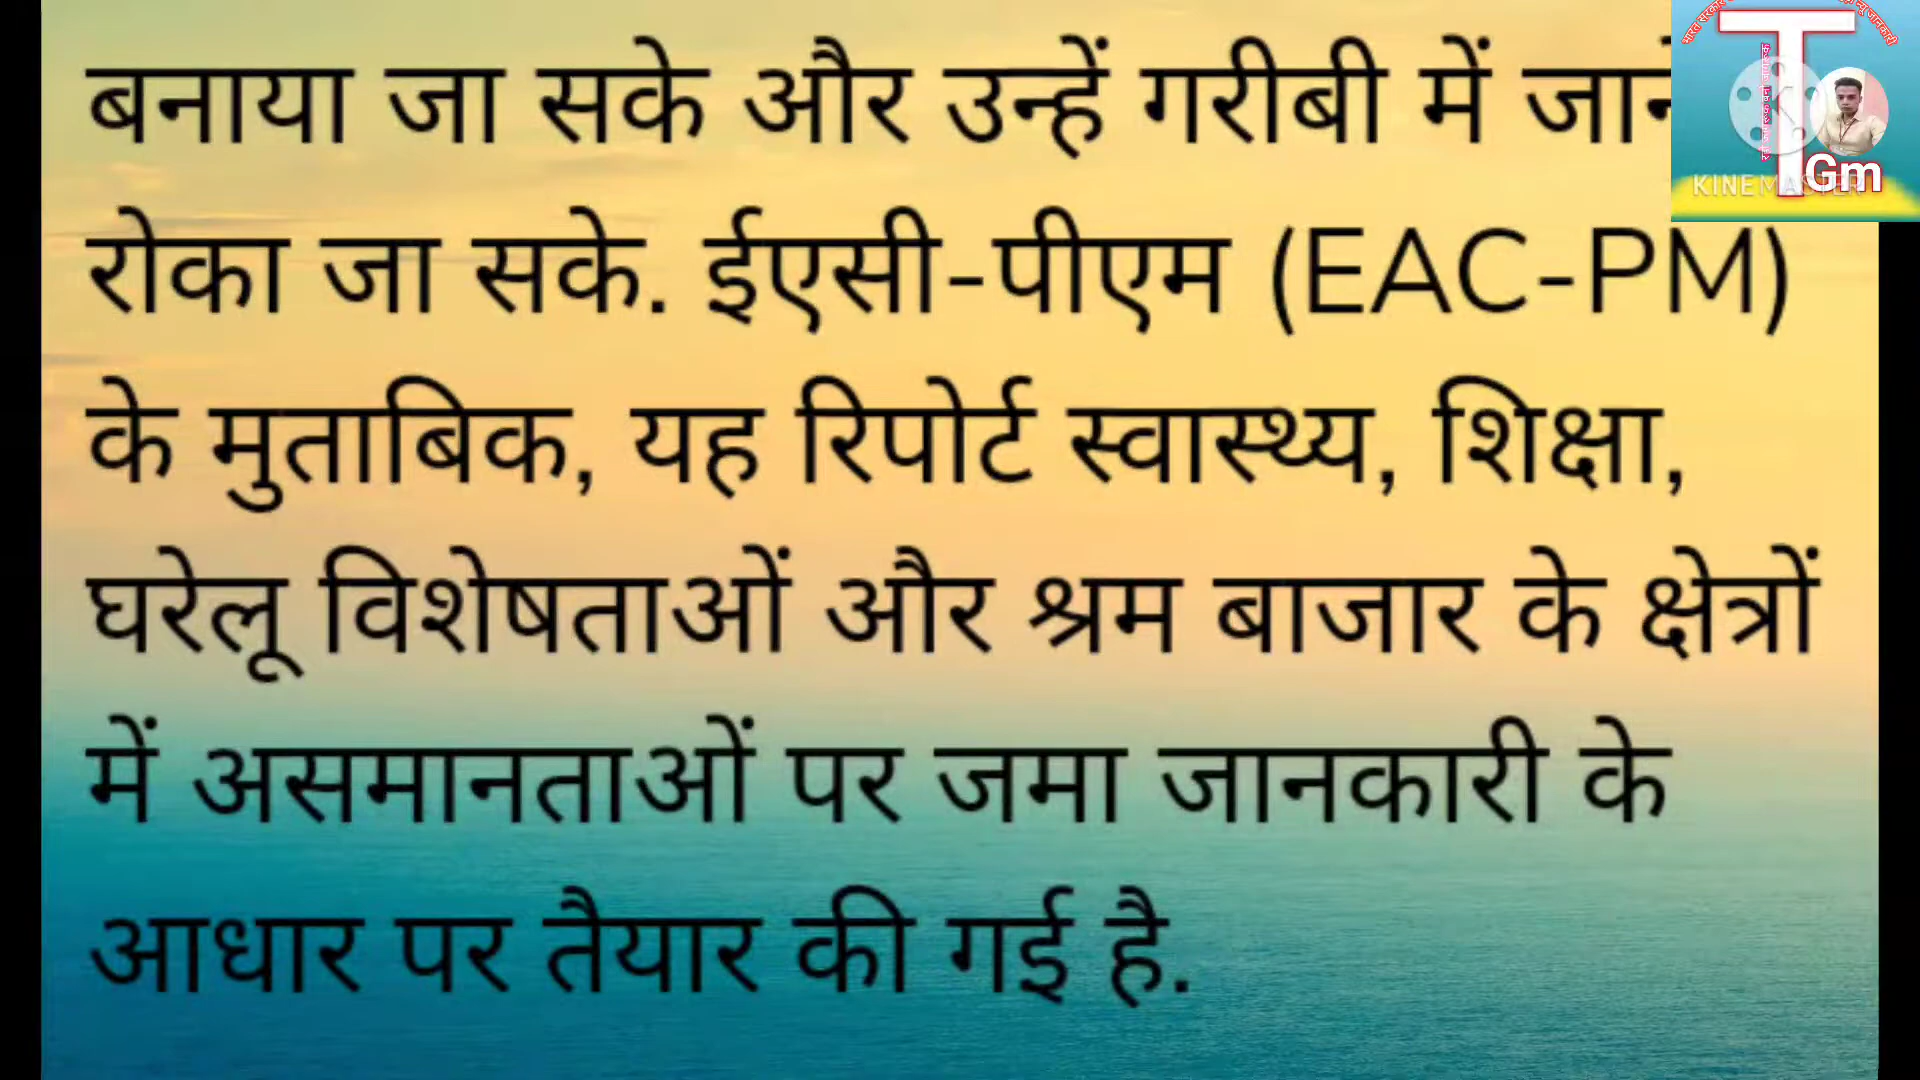 बनाया जा सके और उन्हें गरीबी में
रोका जा सके. ईएसी-पीएम (EAC-PM)
के मुताबिक, यह रिपोर्ट स्वास्थ्य, शिक्षा,
घरेलू विशेषताओं और श्रम बाजार के क्षेत्रों
में असमानताओं पर जमा जानकारी के
आधार पर तैयार की गई है.
T
Gm
KINEMASTER